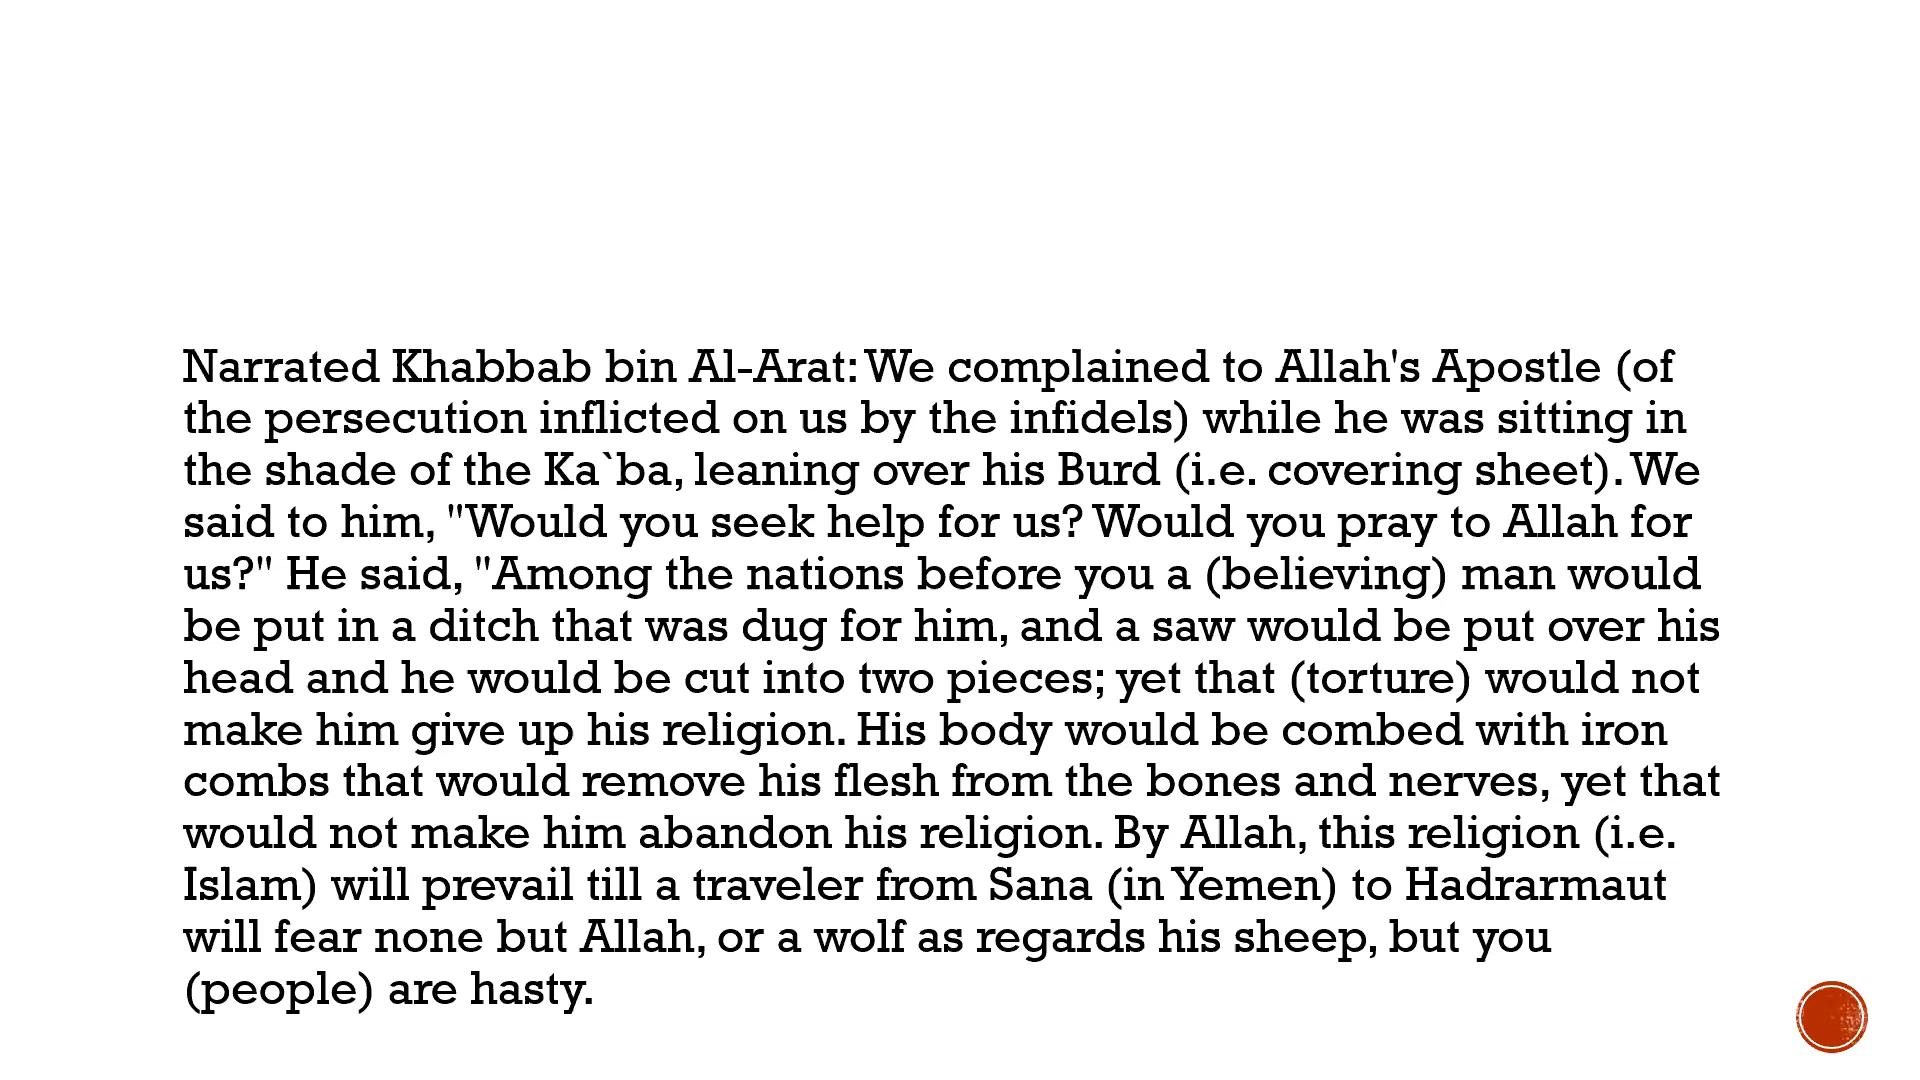 Narrated Khabbab bin Al-Arat: We complained to Allah's Apostle (of
the persecution inflicted on us by the infidels) while he was sitting in
the shade of the Ka`ba, leaning over his Burd (i.e. covering sheet). We
said to him, "Would you seek help for us? Would you pray to Allah for
us?" He said, "Among the nations before you a (believing) man would
be put in a ditch that was dug for him, and a saw would be put over his
head and he would be cut into two pieces; yet that (torture) would not
make him give up his religion. His body would be combed with iron
combs that would remove his flesh from the bones and nerves, yet that
would not make him abandon his religion. By Allah, this religion (i.e.
Islam) will prevail till a traveler from Sana (in Yemen) to Hadrarmaut
will fear none but Allah, or a wolf as regards his sheep, but you
(people) are hasty.